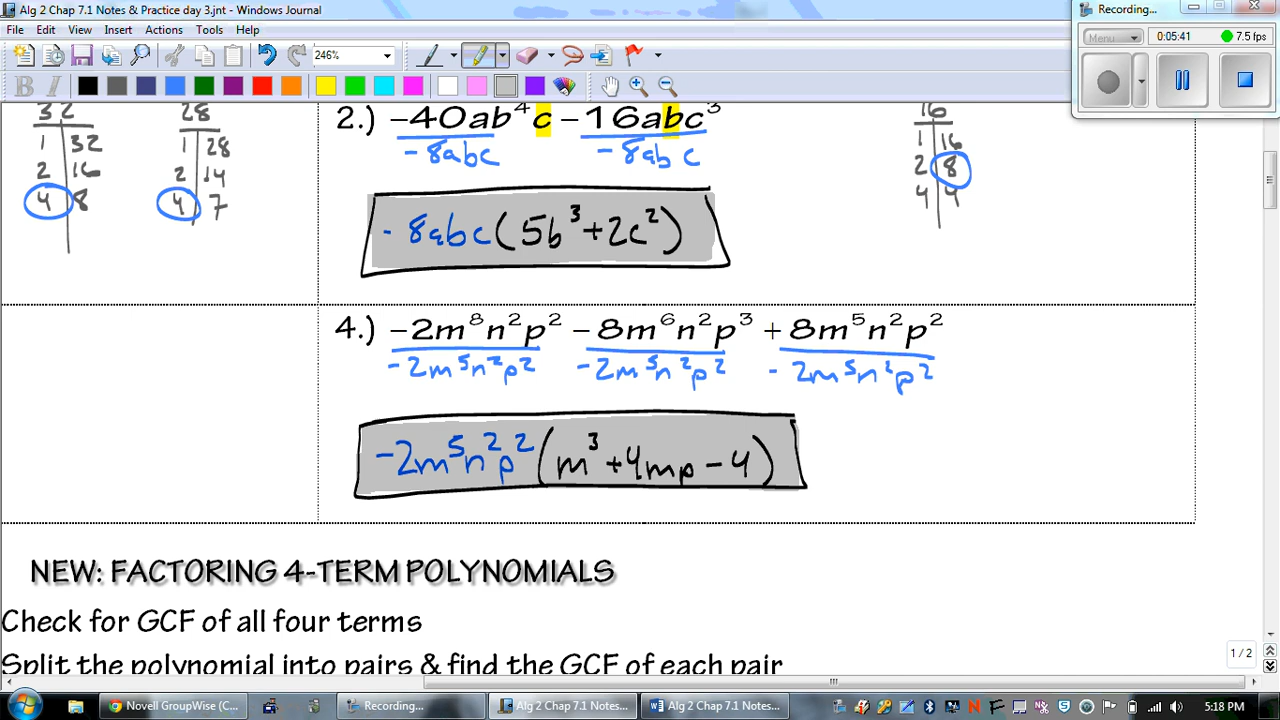 Alg 2 Chap 7.1 Notes & Practice day 3.jnt - Windows Journal
File Edit View Insert Actions Tools Help
246%
Recording...
Menu
0:05:41
7.5 fps
32
1 32
2 16
4 8
28
1 28
2 14
4 7
2.) −40ab⁴c − 16abc³
-8abc -8abc
-8abc(5b³+2c²)
16
1 16
2 8
4 4
4.) −2m⁸n²p² − 8m⁶n²p³ + 8m⁵n²p²
-2m⁵n²p² -2m⁵n²p² -2m⁵n²p²
-2m⁵n²p²(m³+4mp-4)
NEW: FACTORING 4-TERM POLYNOMIALS
Check for GCF of all four terms
Split the polynomial into pairs & find the GCF of each pair
1 / 2
Novell GroupWise (C...
Recording...
Alg 2 Chap 7.1 Notes...
Alg 2 Chap 7.1 Notes...
5:18 PM